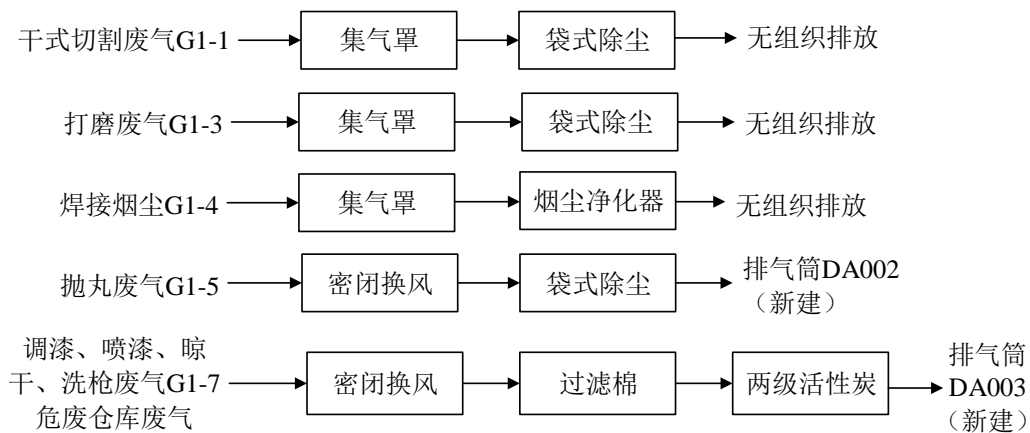 干式切割废气G1-1
集气罩
袋式除尘
无组织排放
打磨废气G1-3
集气罩
袋式除尘
无组织排放
焊接烟尘G1-4
集气罩
烟尘净化器
无组织排放
抛丸废气G1-5
密闭换风
袋式除尘
排气筒DA002
（新建）
调漆、喷漆、晾
干、洗枪废气G1-7
危废仓库废气
密闭换风
过滤棉
两级活性炭
排气筒
DA003
（新建）